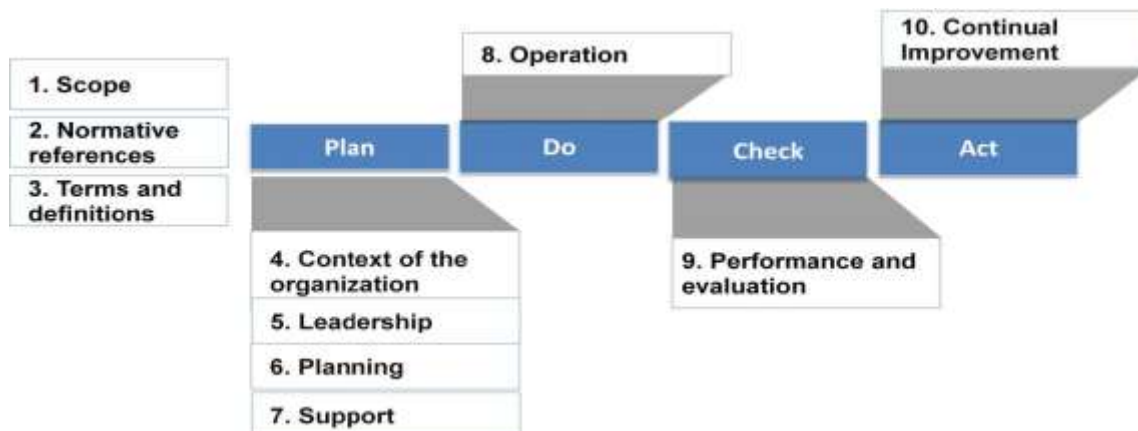 1. Scope
2. Normative
references
3. Terms and
definitions
Plan
4. Context of the
organization
5. Leadership
6. Planning
7. Support
8. Operation
Do
Check
9. Performance and
evaluation
10. Continual
Improvement
Act